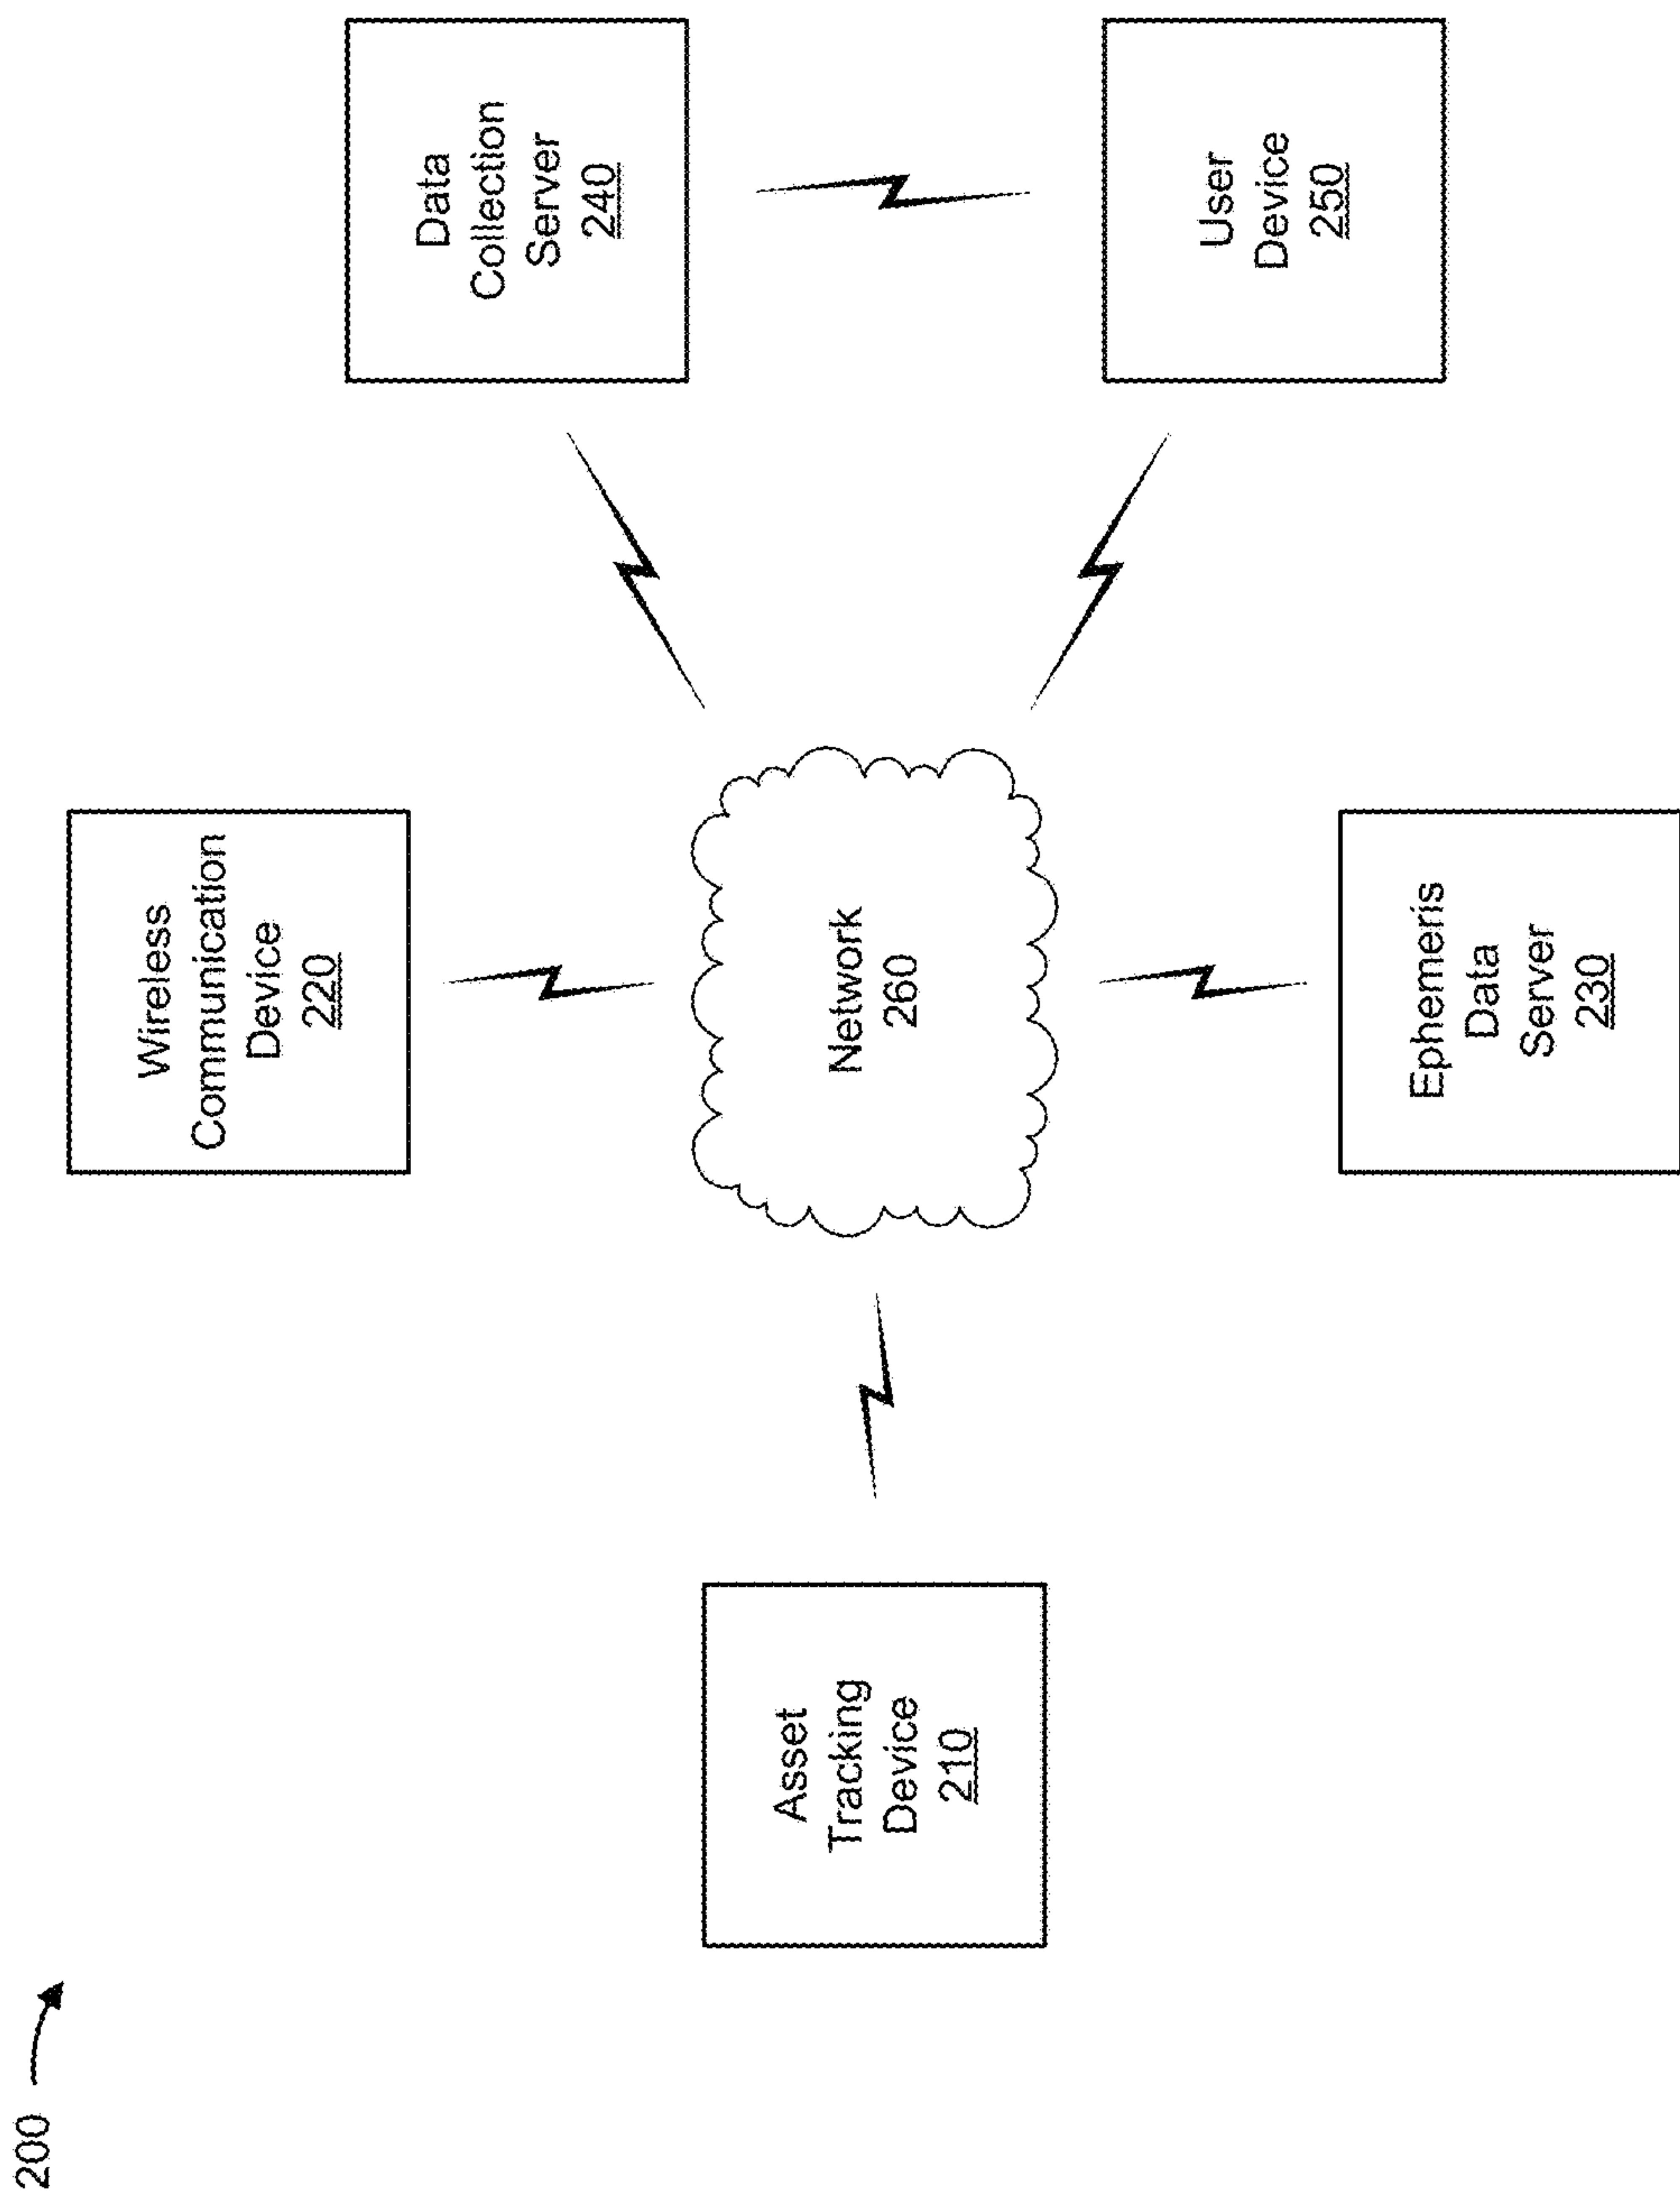 200
Wireless
Communication
Device
220
Data
Collection
Server
240
Asset
Tracking
Device
210
Network
260
User
Device
250
Ephemeris
Data
Server
230